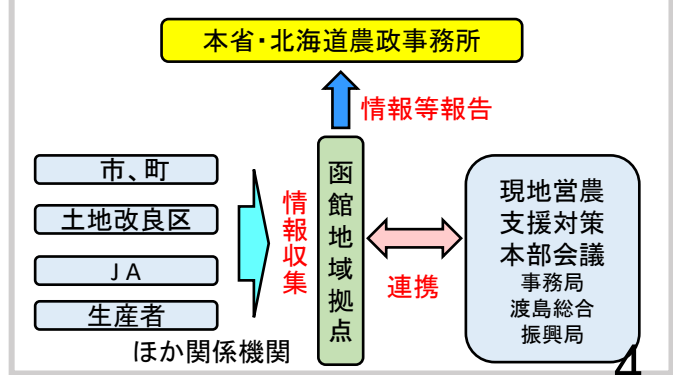 本省・北海道農政事務所
情報等報告
市、町
土地改良区
JA
生産者
ほか関係機関
情報収集
函館地域拠点
連携
現地営農
支援対策
本部会議
事務局
渡島総合
振興局
4